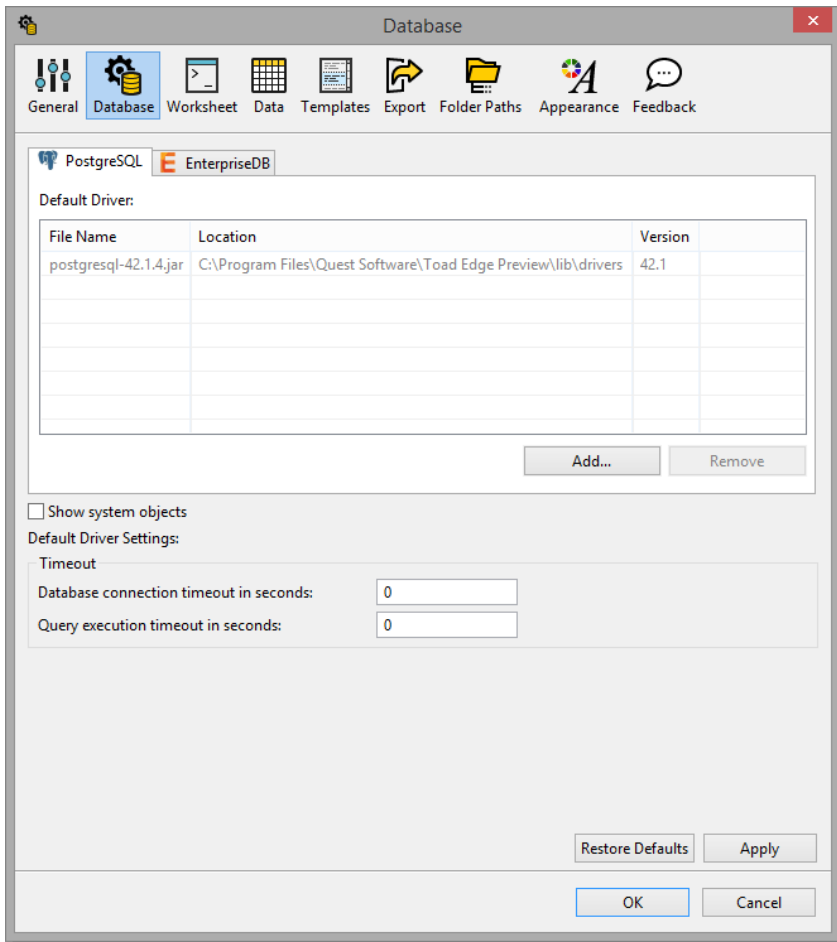 Database
General Database Worksheet Data Templates Export Folder Paths Appearance Feedback
PostgreSQL EnterpriseDB
Default Driver:
File Name Location Version
postgresql-42.1.4.jar C:\Program Files\Quest Software\Toad Edge Preview\lib\drivers 42.1
Add... Remove
Show system objects
Default Driver Settings:
Timeout
Database connection timeout in seconds: 0
Query execution timeout in seconds: 0
Restore Defaults Apply
OK Cancel